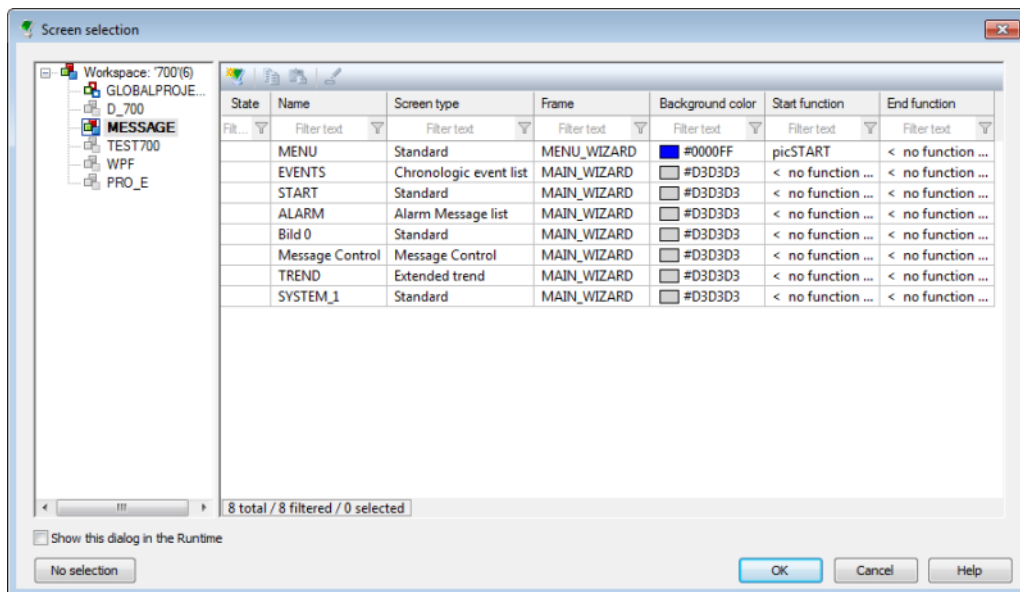 Screen selection
Workspace: '700'(6)
GLOBALPROJE...
D_700
MESSAGE
TEST700
WPF
PRO_E
State Name Screen type Frame Background color Start function End function
Filt... Filter text Filter text Filter text Filter text Filter text Filter text
MENU Standard MENU_WIZARD #0000FF picSTART < no function ...
EVENTS Chronologic event list MAIN_WIZARD #D3D3D3 < no function ... < no function ...
START Standard MAIN_WIZARD #D3D3D3 < no function ... < no function ...
ALARM Alarm Message list MAIN_WIZARD #D3D3D3 < no function ... < no function ...
Bild 0 Standard MAIN_WIZARD #D3D3D3 < no function ... < no function ...
Message Control Message Control MAIN_WIZARD #D3D3D3 < no function ... < no function ...
TREND Extended trend MAIN_WIZARD #D3D3D3 < no function ... < no function ...
SYSTEM_1 Standard MAIN_WIZARD #D3D3D3 < no function ... < no function ...
8 total / 8 filtered / 0 selected
Show this dialog in the Runtime
No selection OK Cancel Help